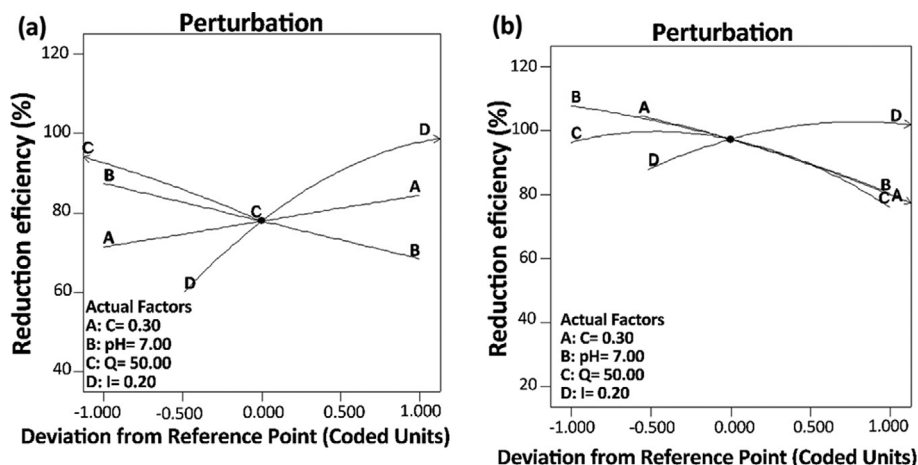 (a)
Perturbation
Reduction eficiency (%)
120
100
80
60
40
C
B
A
D
C
D
A
B
Actual Factors
A: C= 0.30
B: pH= 7.00
C: Q= 50.00
D: I= 0.20
-1.000
-0.500
0.000
0.500
1.000
Deviation from Reference Point (Coded Units)
(b)
Perturbation
Reduction eficiency (%)
120
100
80
60
40
20
B
A
C
D
D
B
C
A
Actual Factors
A: C= 0.30
B: pH= 7.00
C: Q= 50.00
D: I= 0.20
-1.000
-0.500
0.000
0.500
1.000
Deviation from Reference Point (Coded Units)